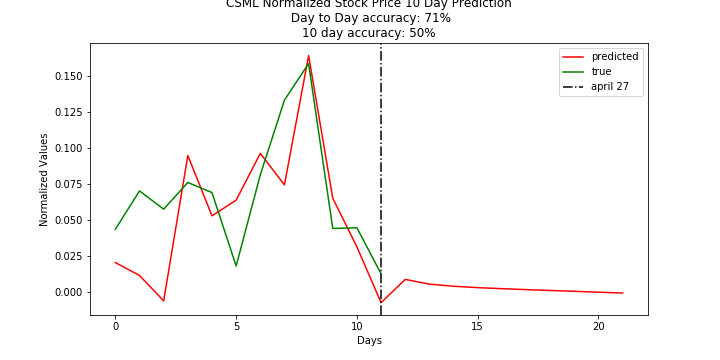 CSML Normalized Stock Price 10 Day Prediction
Day to Day accuracy: 71%
10 day accuracy: 50%
predicted
true
april 27
0.150
0.125
0.100
0.075
0.050
0.025
0.000
Normalized Values
0 5 10 15 20
Days